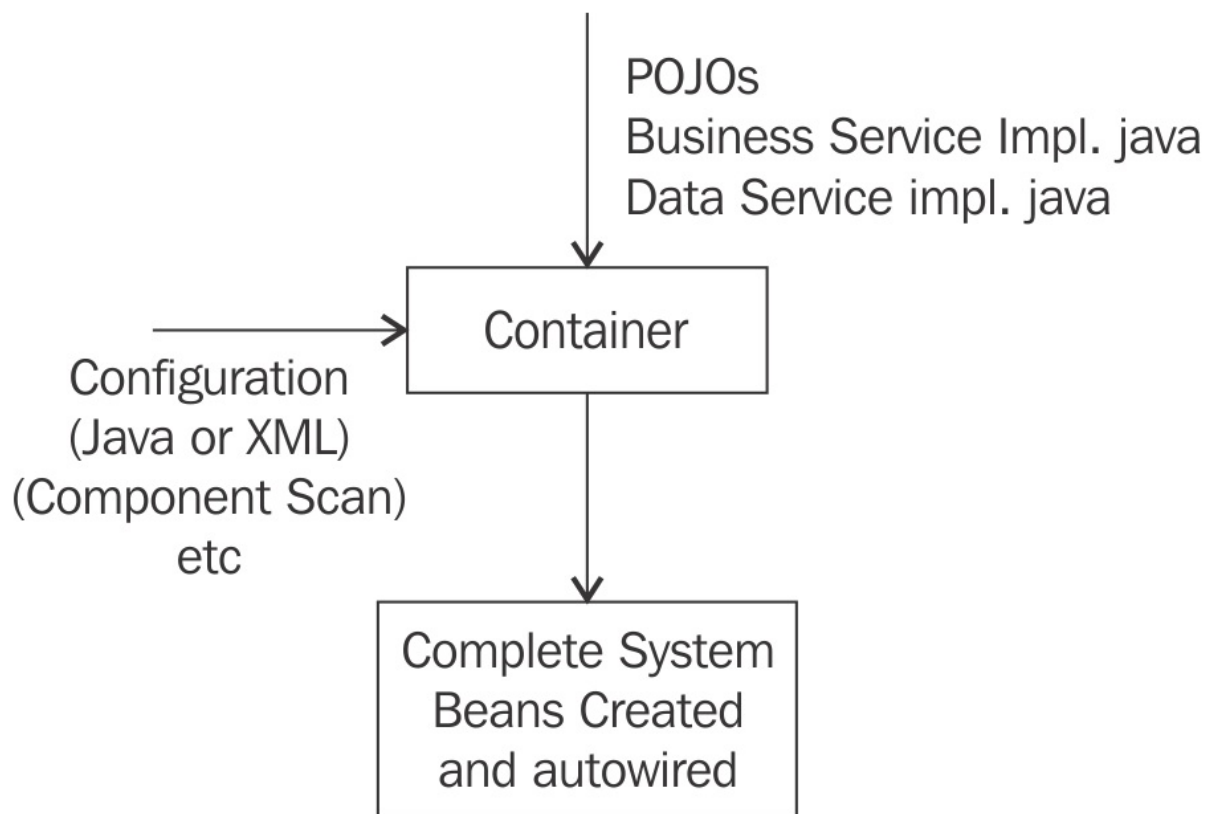 POJOs
Business Service Impl. java
Data Service impl. java
Container
Configuration
(Java or XML)
(Component Scan)
etc
Complete System
Beans Created
and autowired